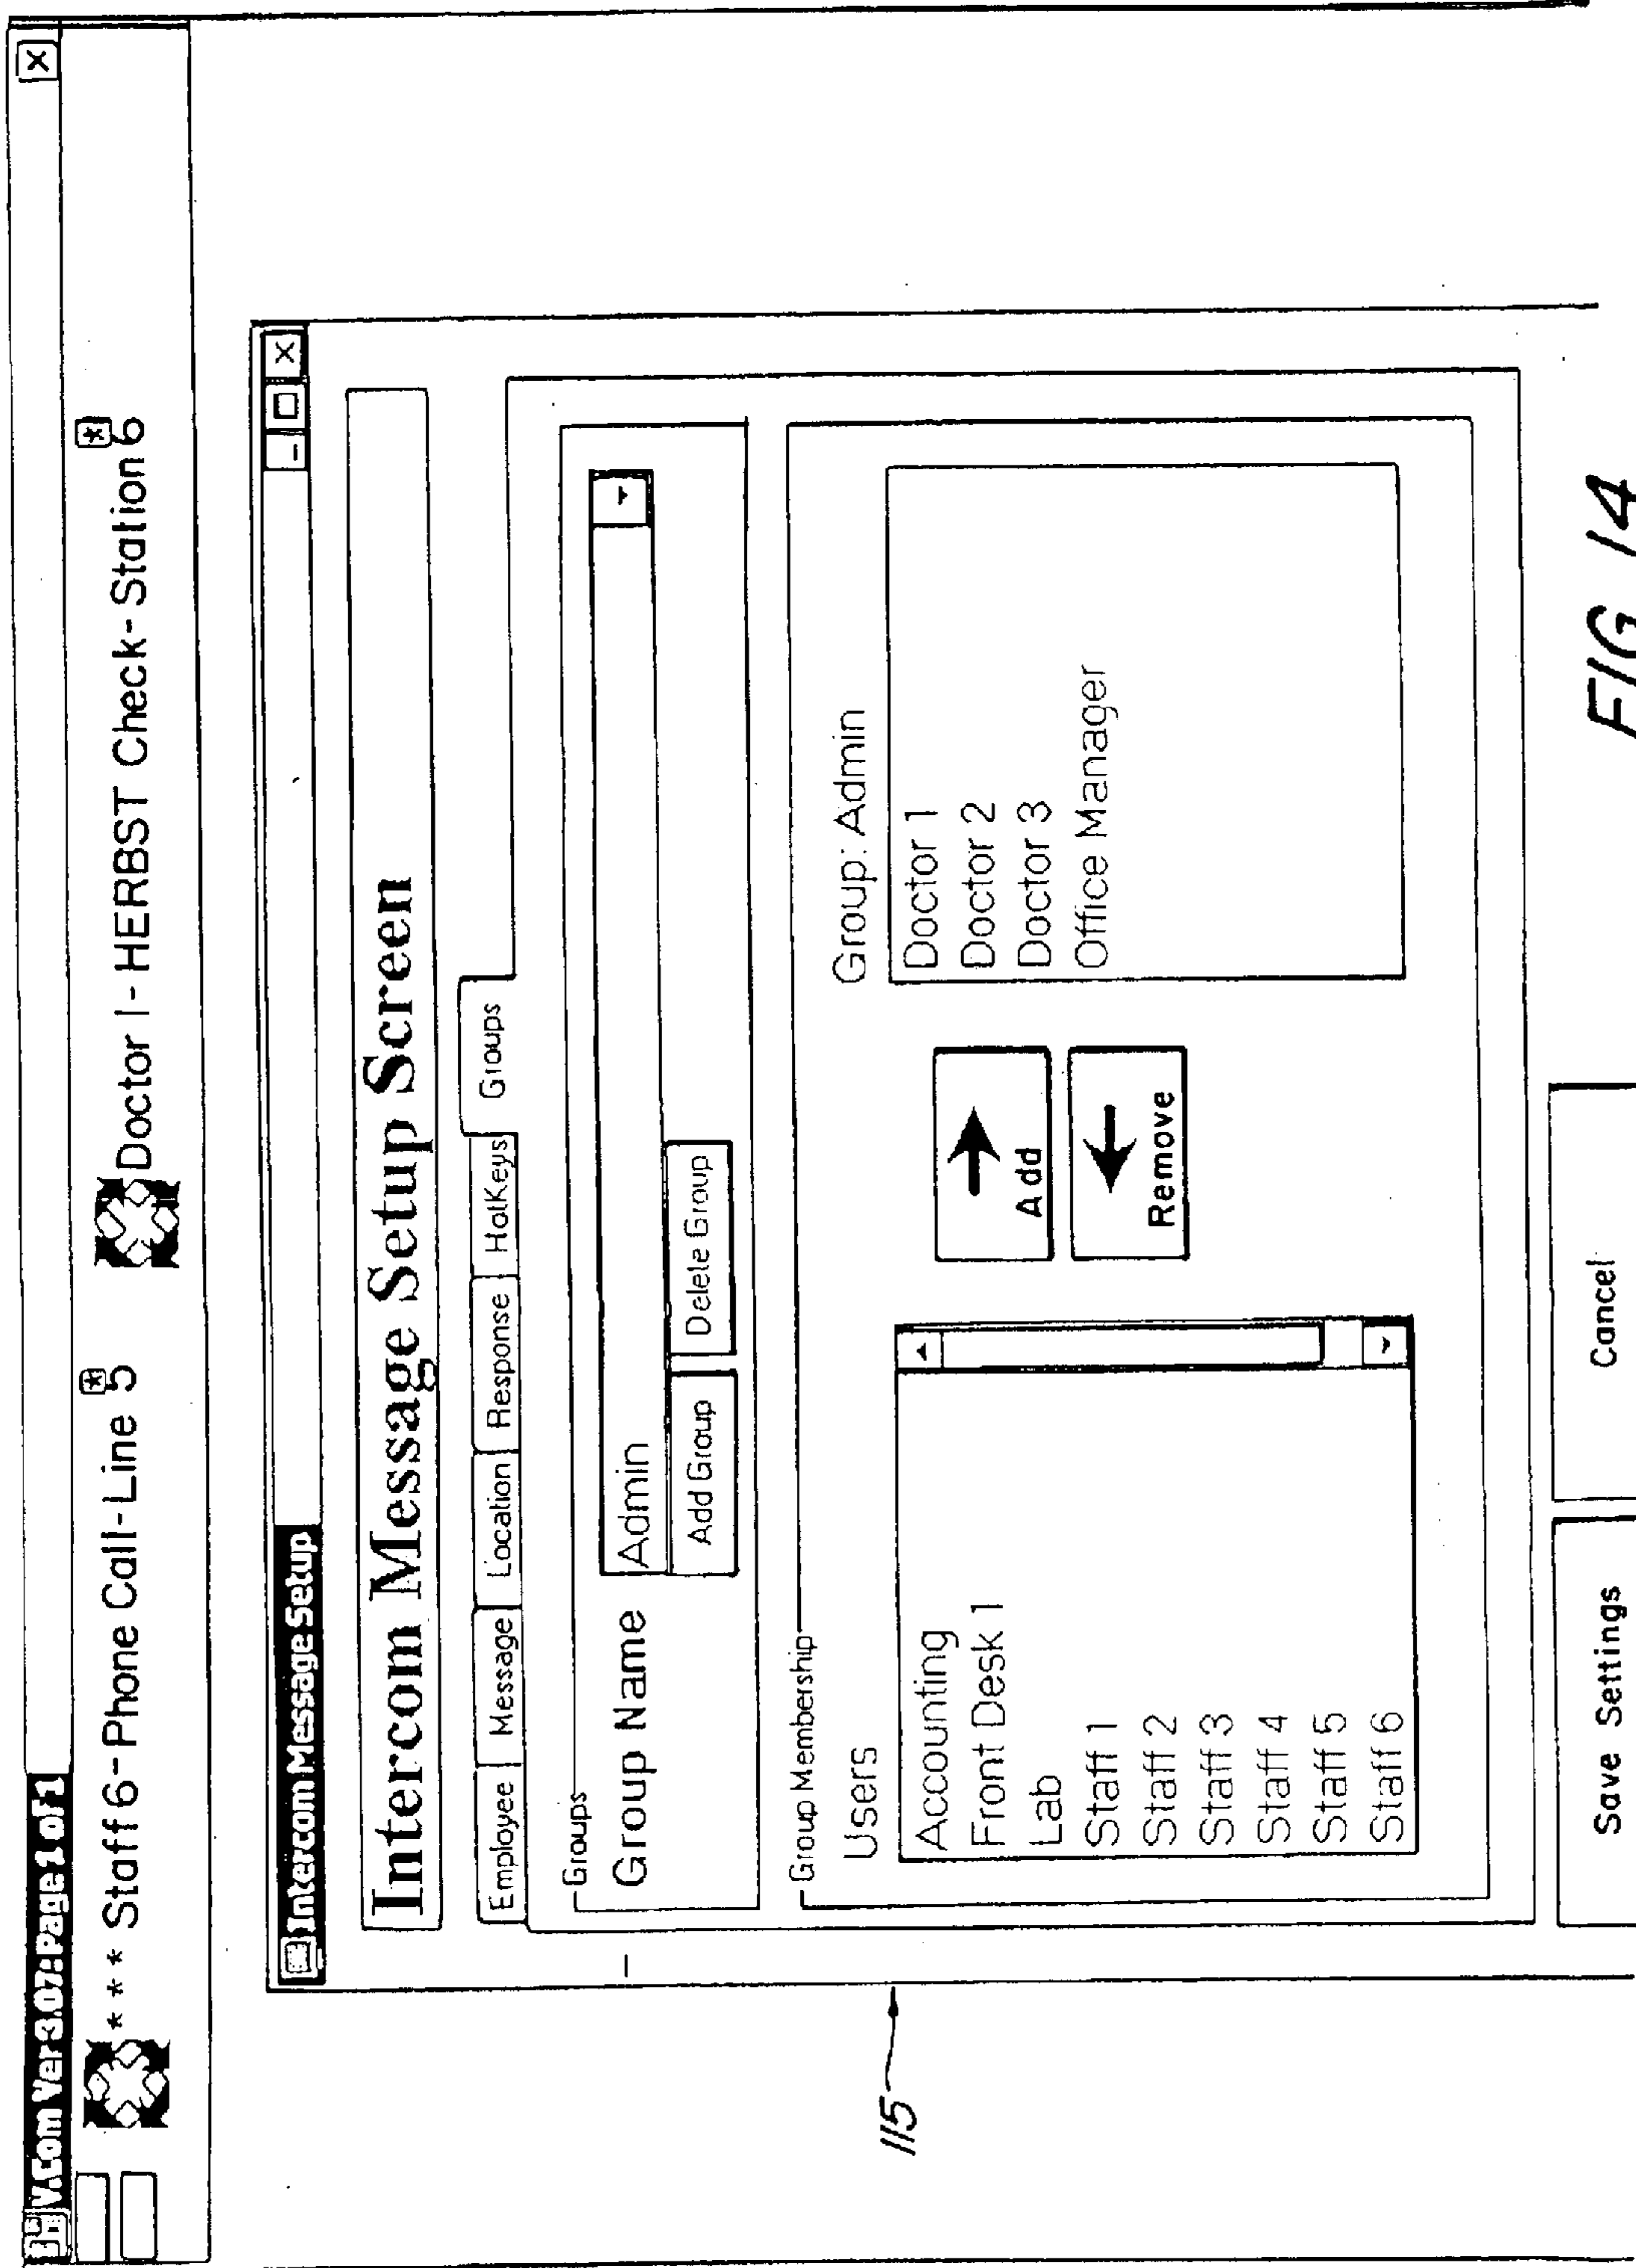 V.Com Ver 3.07: Page 1 of 1
X
* * * Staff 6-Phone Call-Line 5 *
Doctor 1-HERBST Check-Station 6 *
Intercom Message Setup
X
Intercom Message Setup Screen
Employee Message Location Response HotKeys Groups
Groups
Group Name Admin
Add Group Delete Group
Group Membership
Users
Accounting
Front Desk 1
Lab
Staff 1
Staff 2
Staff 3
Staff 4
Staff 5
Staff 6
Add
Remove
Group: Admin
Doctor 1
Doctor 2
Doctor 3
Office Manager
Save Settings Cancel
115
FIG 14